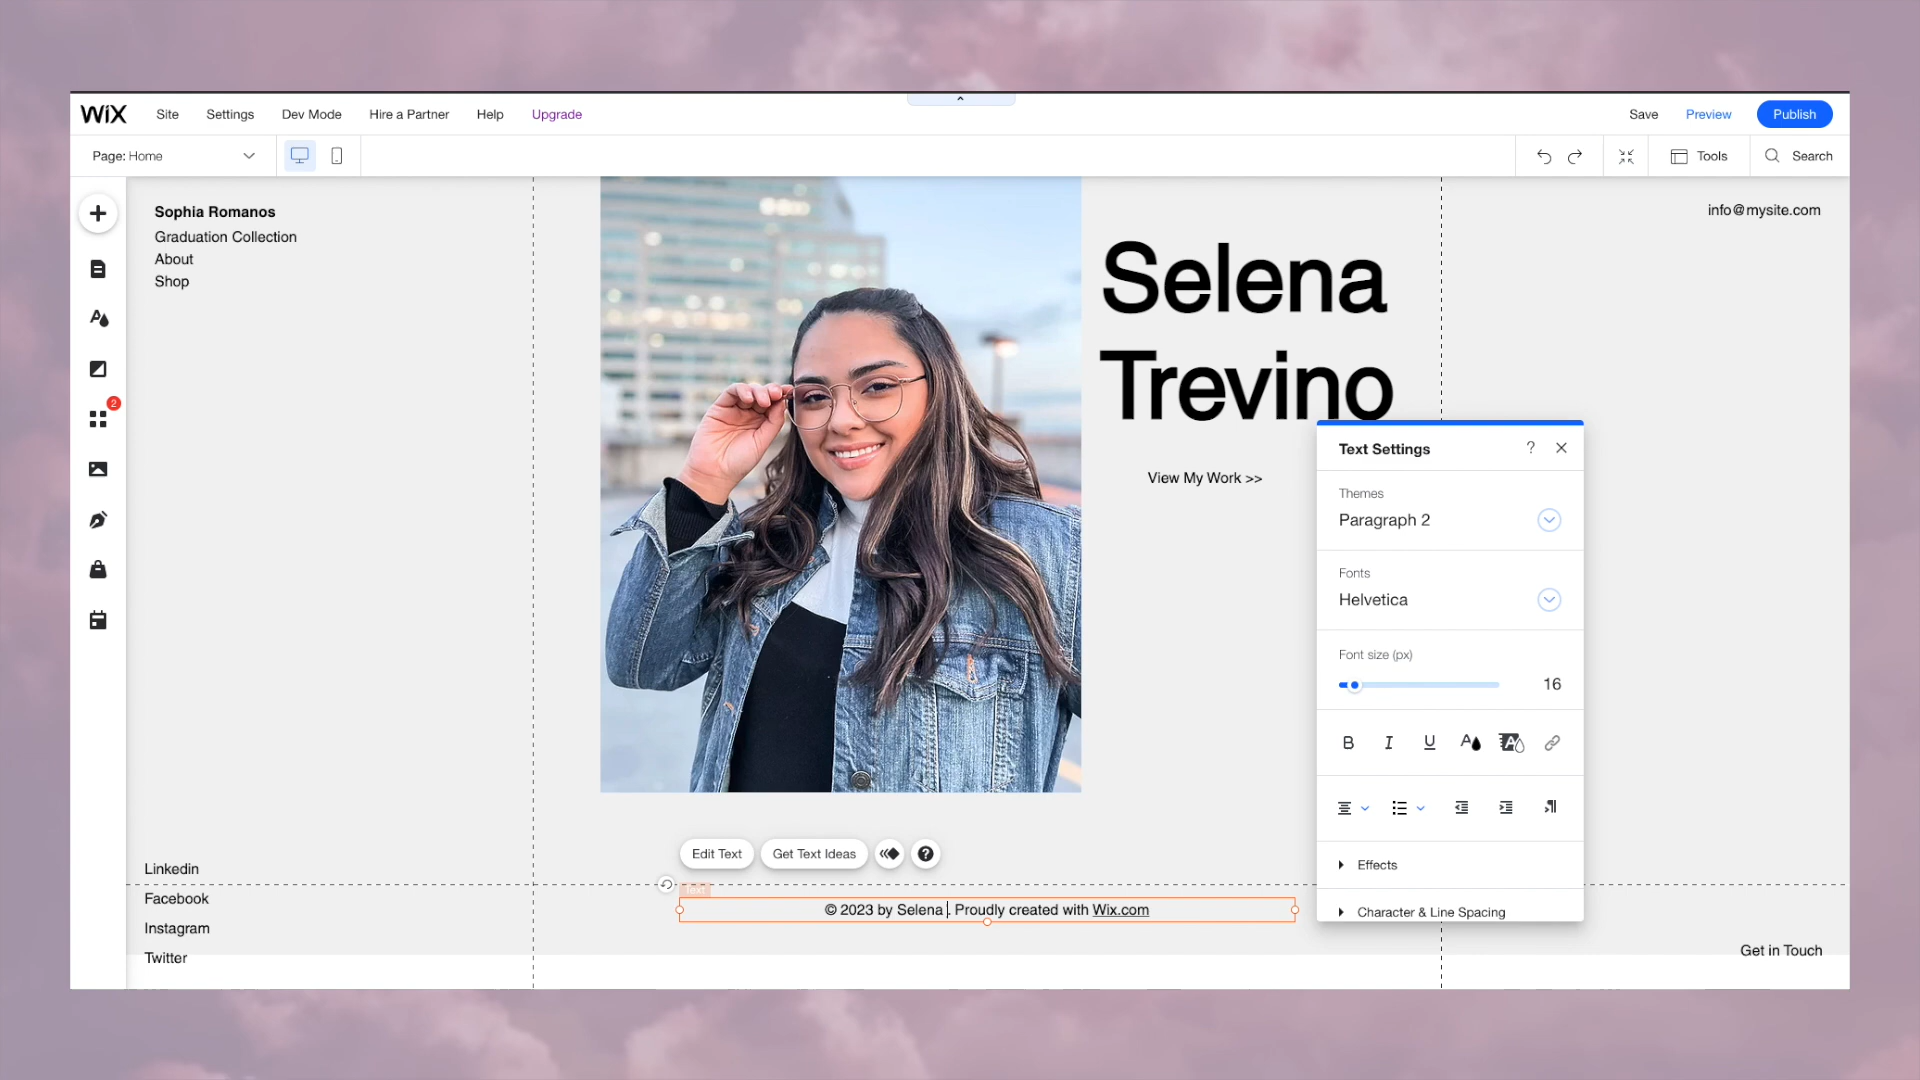 WiX Site Settings Dev Mode Hire a Partner Help Upgrade Save Preview Publish
Page: Home Tools Search
Sophia Romanos
Graduation Collection
About
Shop
2
Selena
Trevino
View My Work >>
info@mysite.com
Text Settings ?
Themes
Paragraph 2
Fonts
Helvetica
Font size (px)
16
B I U A A
Effects
Character & Line Spacing
Linkedin
Facebook
Instagram
Twitter
Edit Text Get Text Ideas ?
Text
© 2023 by Selena . Proudly created with Wix.com
Get in Touch